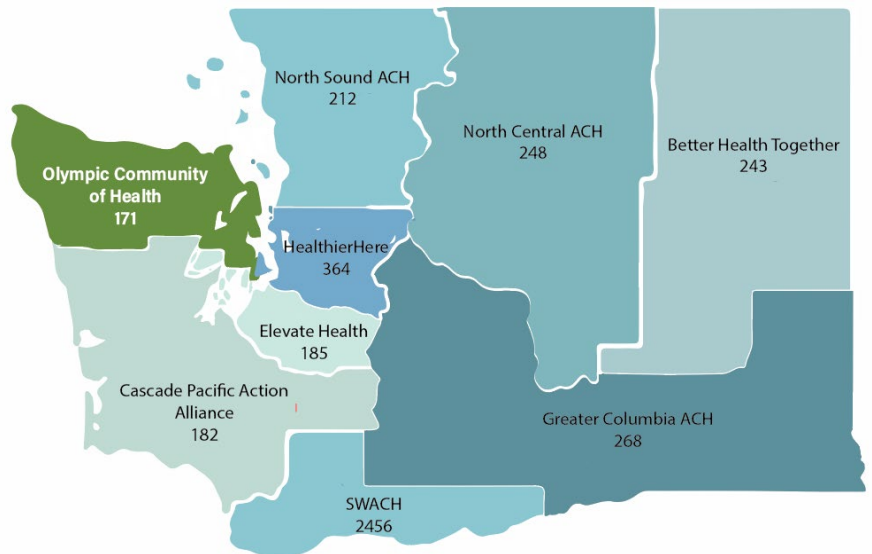 North Sound ACH
212
North Central ACH
248
Better Health Together
243
Olympic Community
of Health
171
HealthierHere
364
Elevate Health
185
Cascade Pacific Action
Alliance
182
Greater Columbia ACH
268
SWACH
2456